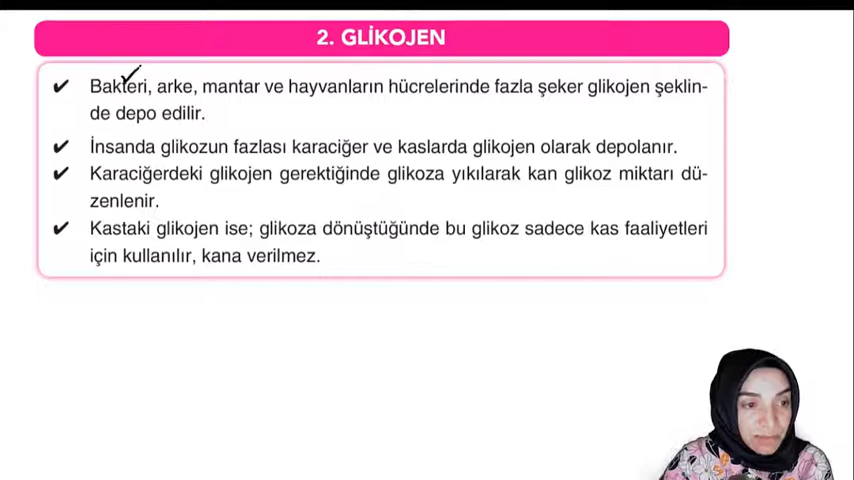 2. GLİKOJEN
✔ Bakteri, arke, mantar ve hayvanların hücrelerinde fazla şeker glikojen şeklin-
de depo edilir.
✔ İnsanda glikozun fazlası karaciğer ve kaslarda glikojen olarak depolanır.
✔ Karaciğerdeki glikojen gerektiğinde glikoza yıkılarak kan glikoz miktarı dü-
zenlenir.
✔ Kastaki glikojen ise; glikoza dönüştüğünde bu glikoz sadece kas faaliyetleri
için kullanılır, kana verilmez.